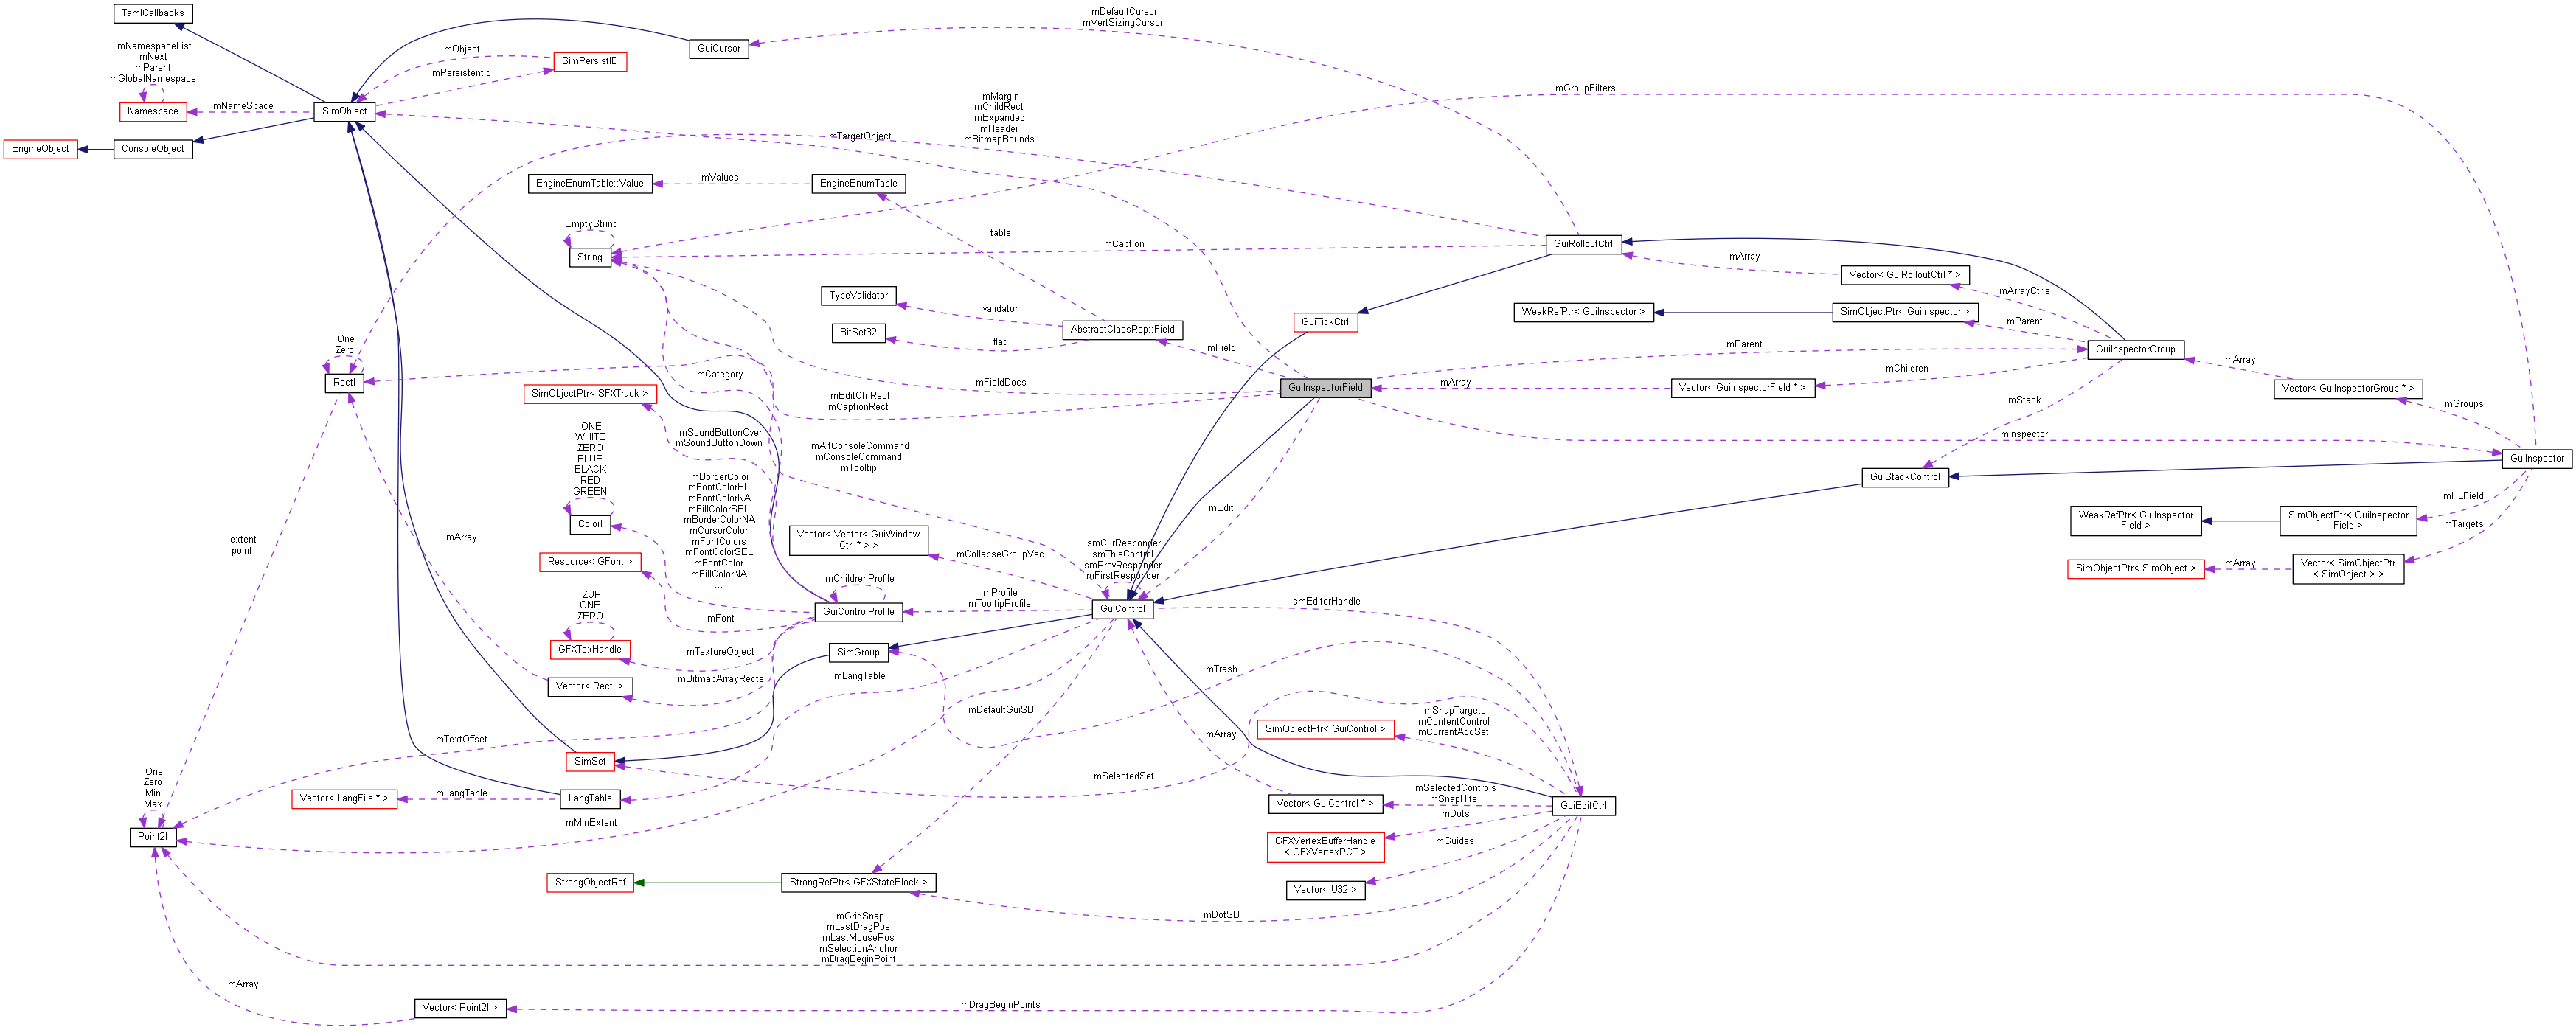 TamlCallbacks
mDefaultCursor
mVertSizingCursor
mNamespaceList
mNext
mParent
mGlobalNamespace
mObject
GuiCursor
SimPersistID
mPersistentId
mGroupFilters
Namespace
mNameSpace
SimObject
mMargin
mChildRect
mExpanded
mHeader
mBitmapBounds
mTargetObject
EngineObject
ConsoleObject
EngineEnumTable::Value
mValues
EngineEnumTable
EmptyString
String
table
mCaption
GuiRolloutCtrl
mArray
Vector< GuiRolloutCtrl * >
mArrayCtrls
TypeValidator
validator
BitSet32
flag
AbstractClassRep::Field
GuiTickCtrl
WeakRefPtr< GuiInspector >
SimObjectPtr< GuiInspector >
mParent
One
Zero
RectI
mCategory
mField
mParent
GuiInspectorGroup
mFieldDocs
GuiInspectorField
mArray
Vector< GuiInspectorField * >
mChildren
mArray
Vector< GuiInspectorGroup * >
SimObjectPtr< SFXTrack >
mEditCtrlRect
mCaptionRect
mStack
mGroups
ONE
WHITE
ZERO
BLUE
BLACK
RED
GREEN
ColorI
mSoundButtonOver
mSoundButtonDown
mAltConsoleCommand
mConsoleCommand
mTooltip
mInspector
GuiInspector
GuiStackControl
mBorderColor
mFontColorHL
mFontColorNA
mFillColorSEL
mBorderColorNA
mCursorColor
mFontColors
mFontColorSEL
mFontColor
mFillColorNA
...
mEdit
mHLField
mTargets
WeakRefPtr< GuiInspector
Field >
SimObjectPtr< GuiInspector
Field >
Vector< Vector< GuiWindow
Ctrl * > >
mCollapseGroupVec
smCurResponder
smThisControl
smPrevResponder
mFirstResponder
extent
point
mArray
Resource< GFont >
SimObjectPtr< SimObject >
mArray
Vector< SimObjectPtr
< SimObject > >
mChildrenProfile
GuiControlProfile
mProfile
mTooltipProfile
GuiControl
smEditorHandle
mFont
ZUP
ONE
ZERO
GFXTexHandle
mTextureObject
SimGroup
mLangTable
mTrash
Vector< RectI >
mBitmapArrayRects
mDefaultGuiSB
mTextOffset
SimObjectPtr< GuiControl >
mSnapTargets
mContentControl
mCurrentAddSet
mArray
SimSet
mSelectedSet
One
Zero
Min
Max
Point2I
Vector< LangFile * >
mLangTable
LangTable
mMinExtent
Vector< GuiControl * >
mSelectedControls
mSnapHits
GuiEditCtrl
mDots
GFXVertexBufferHandle
< GFXVertexPCT >
mGuides
StrongObjectRef
StrongRefPtr< GFXStateBlock >
Vector< U32 >
mDotSB
mGridSnap
mLastDragPos
mLastMousePos
mSelectionAnchor
mDragBeginPoint
mArray
Vector< Point2I >
mDragBeginPoints